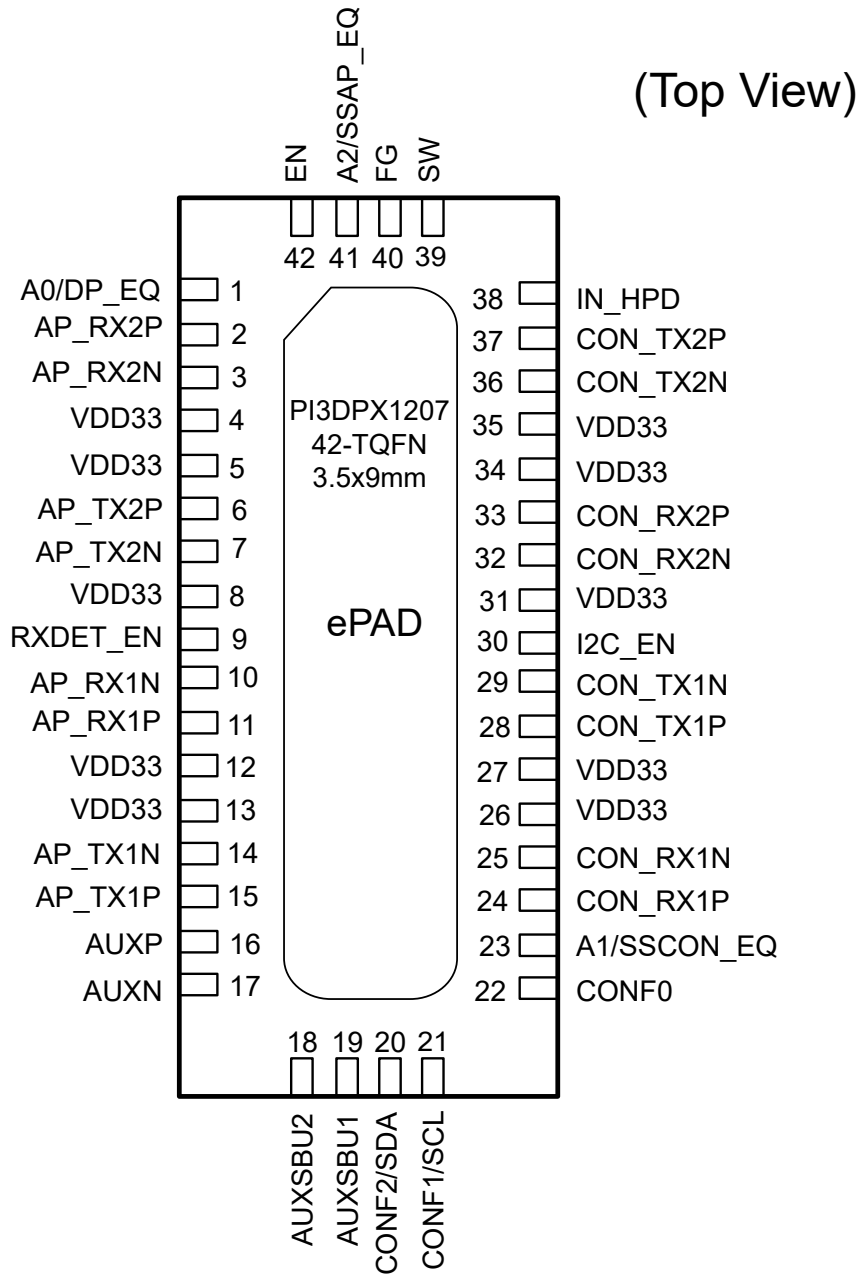 (Top View)
EN
A2/SSAP_EQ
FG
SW
42 41 40 39
A0/DP_EQ 1
AP_RX2P 2
AP_RX2N 3
VDD33 4
VDD33 5
AP_TX2P 6
AP_TX2N 7
VDD33 8
RXDET_EN 9
AP_RX1N 10
AP_RX1P 11
VDD33 12
VDD33 13
AP_TX1N 14
AP_TX1P 15
AUXP 16
AUXN 17
PI3DPX1207
42-TQFN
3.5x9mm
ePAD
38 IN_HPD
37 CON_TX2P
36 CON_TX2N
35 VDD33
34 VDD33
33 CON_RX2P
32 CON_RX2N
31 VDD33
30 I2C_EN
29 CON_TX1N
28 CON_TX1P
27 VDD33
26 VDD33
25 CON_RX1N
24 CON_RX1P
23 A1/SSCON_EQ
22 CONF0
18 19 20 21
AUXSBU2
AUXSBU1
CONF2/SDA
CONF1/SCL